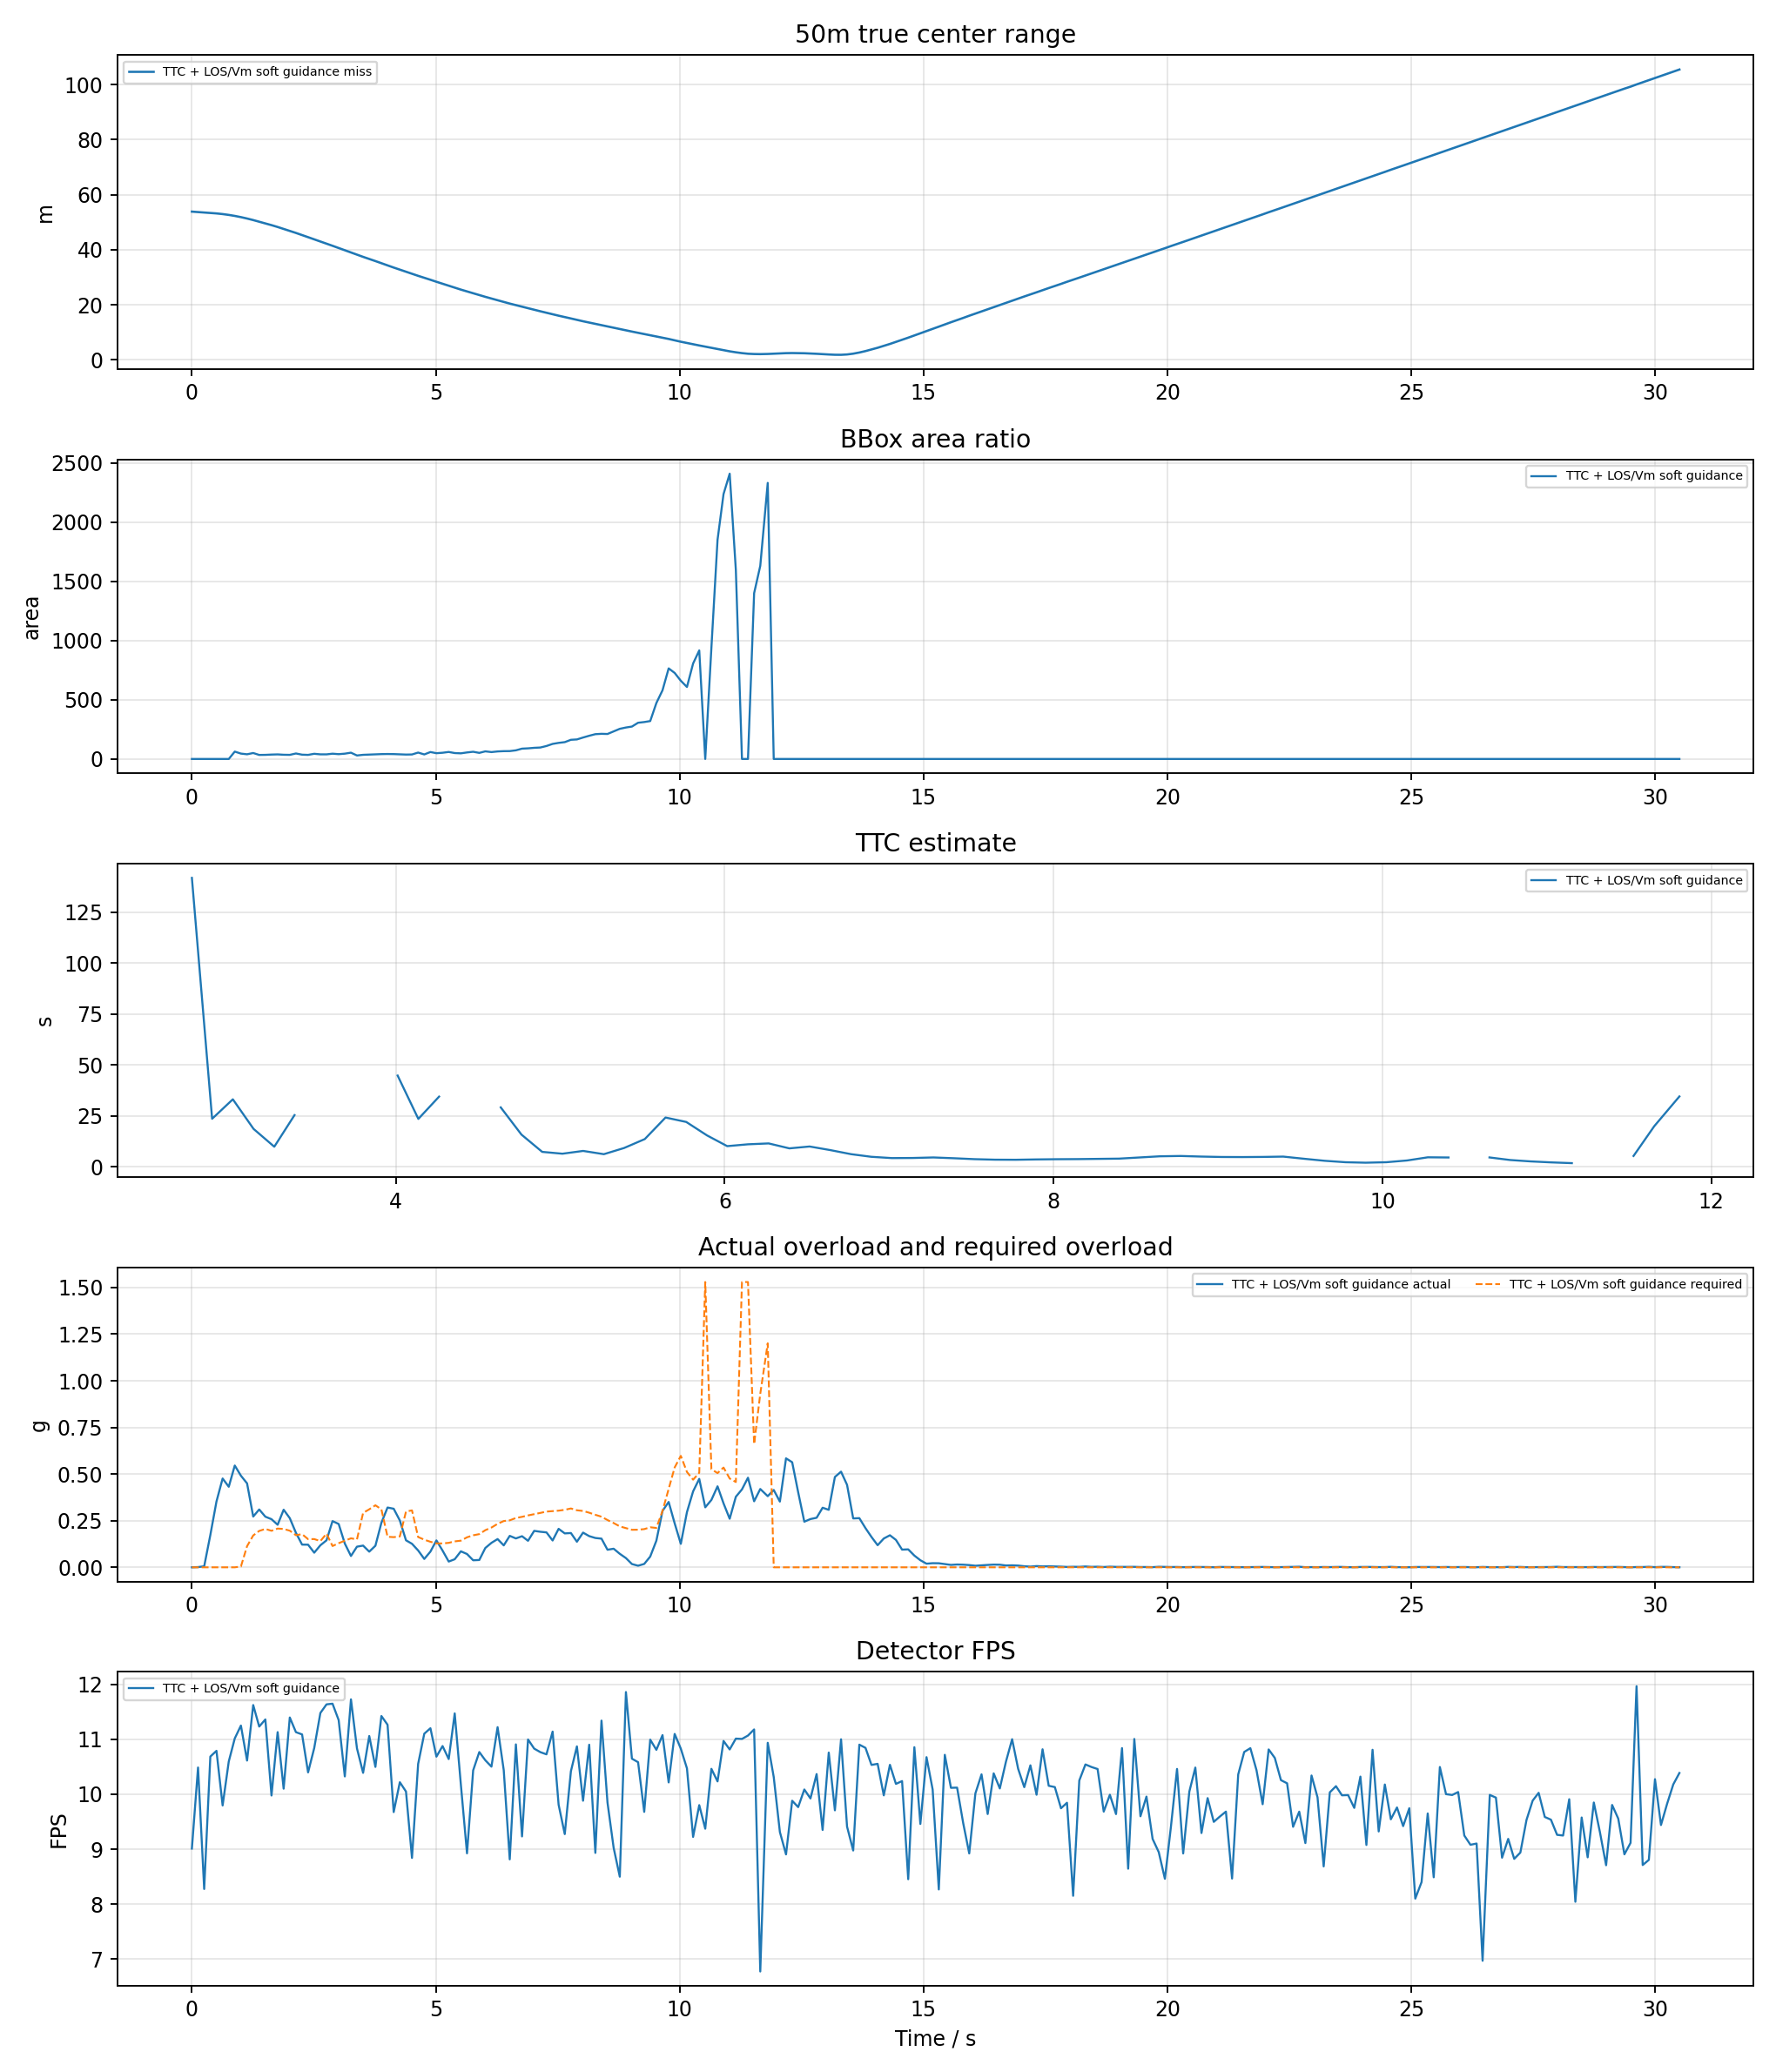 50m true center range
TTC + LOS/Vm soft guidance miss
m
100
80
60
40
20
0
0 5 10 15 20 25 30
BBox area ratio
TTC + LOS/Vm soft guidance
area
2500
2000
1500
1000
500
0
0 5 10 15 20 25 30
TTC estimate
TTC + LOS/Vm soft guidance
s
125
100
75
50
25
0
4 6 8 10 12
Actual overload and required overload
TTC + LOS/Vm soft guidance actual TTC + LOS/Vm soft guidance required
g
1.50
1.25
1.00
0.75
0.50
0.25
0.00
0 5 10 15 20 25 30
Detector FPS
TTC + LOS/Vm soft guidance
FPS
12
11
10
9
8
7
0 5 10 15 20 25 30
Time / s